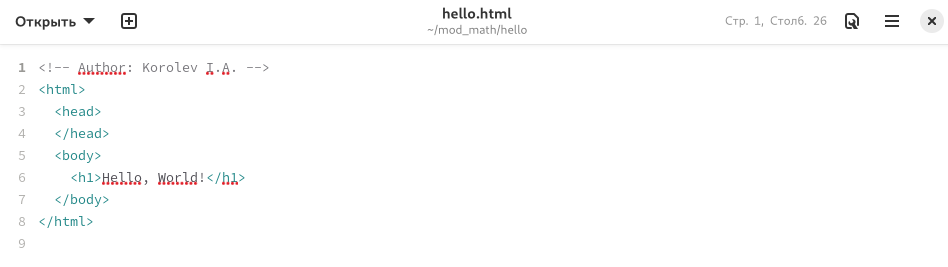 Открыть
hello.html
~/mod_math/hello
Стр. 1, Столб. 26
1 <!-- Author: Korolev I.A. -->
2 <html>
3   <head>
4   </head>
5   <body>
6     <h1>Hello, World!</h1>
7   </body>
8 </html>
9